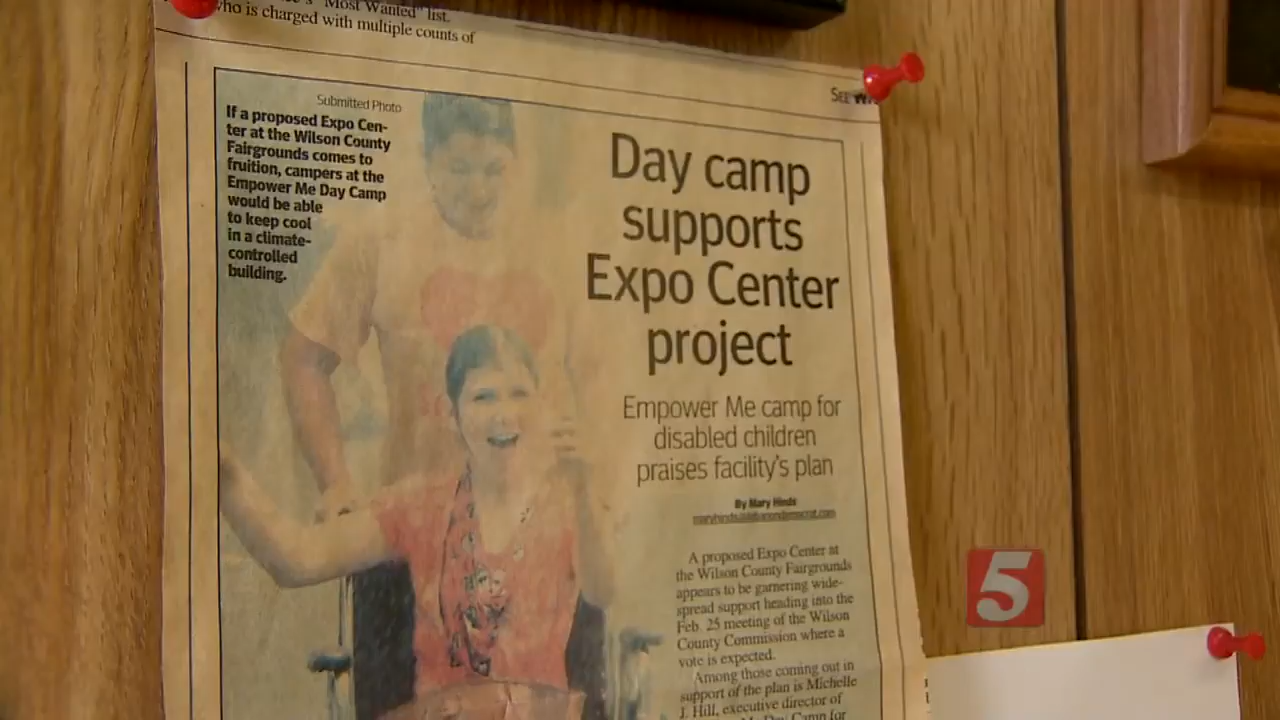 "Most Wanted" list.
who is charged with multiple counts of
SEE
Submitted Photo
If a proposed Expo Cen-
ter at the Wilson County
Fairgrounds comes to
fruition, campers at the
Empower Me Day Camp
would be able
to keep cool
in a climate-
controlled
building.
Day camp
supports
Expo Center
project
Empower Me camp for
disabled children
praises facility's plan
By Mary Hinds
A proposed Expo Center at
the Wilson County Fairgrounds
appears to be garnering wide-
spread support heading into the
Feb. 25 meeting of the Wilson
County Commission where a
vote is expected.
Among those coming out in
support of the plan is Michelle
J. Hill, executive director of
Day Camp for
5